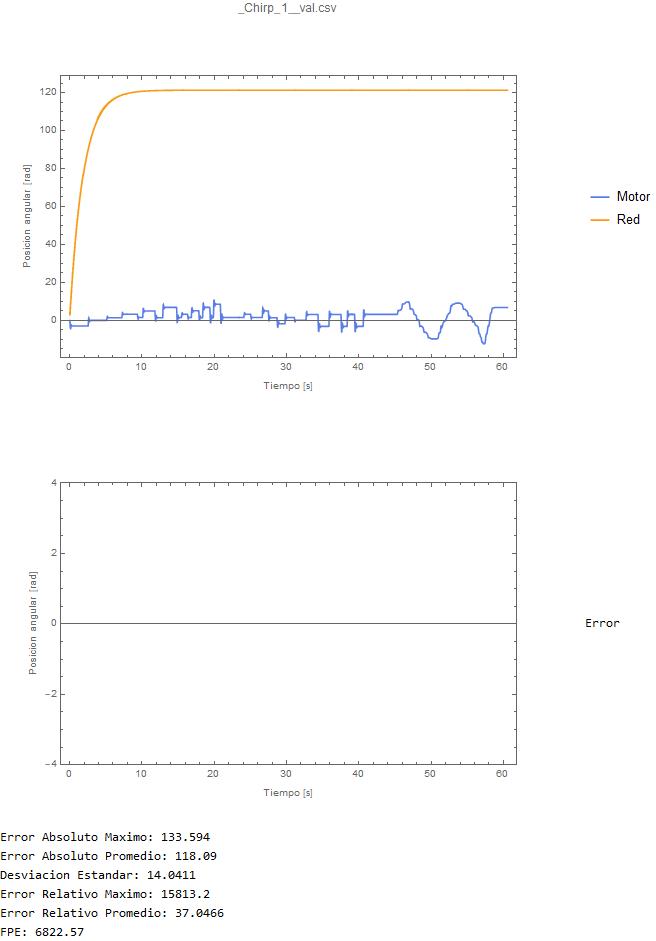 _Chirp_1__val.csv
120
100
80
60
40
20
0
Posicion angular [rad]
0 10 20 30 40 50 60
Tiempo [s]
Motor
Red
4
2
0
-2
-4
Posicion angular [rad]
0 10 20 30 40 50 60
Tiempo [s]
Error
Error Absoluto Maximo: 133.594
Error Absoluto Promedio: 118.09
Desviacion Estandar: 14.0411
Error Relativo Maximo: 15813.2
Error Relativo Promedio: 37.0466
FPE: 6822.57